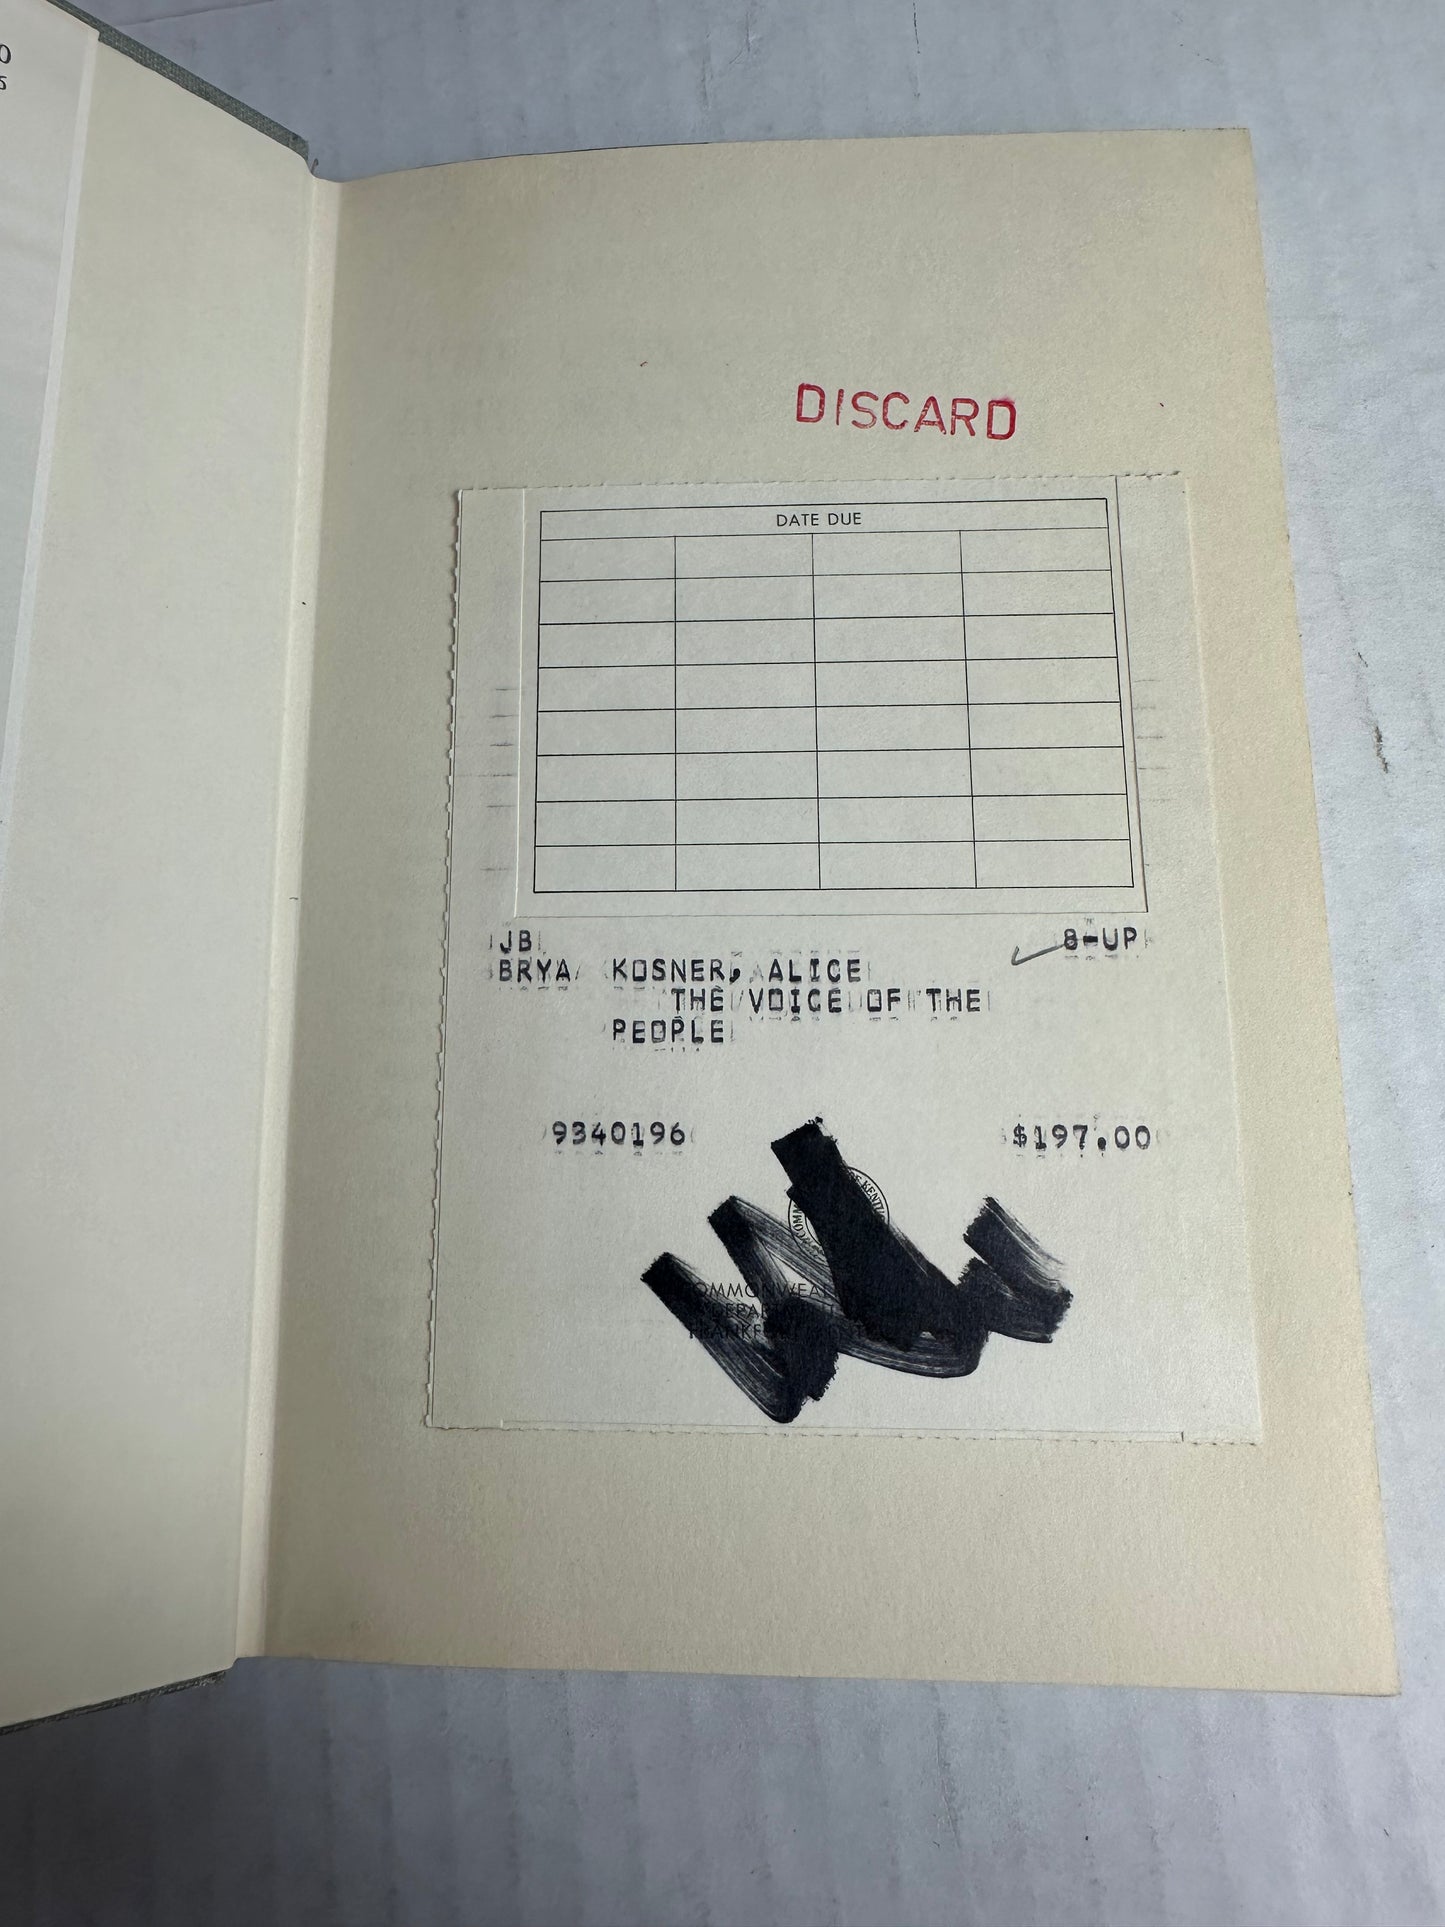 DISCARD
DATE DUE
JB 8-UP
BRYA KOSNER, ALICE
THE VOICE OF THE
PEOPLE
9340196 $197.00